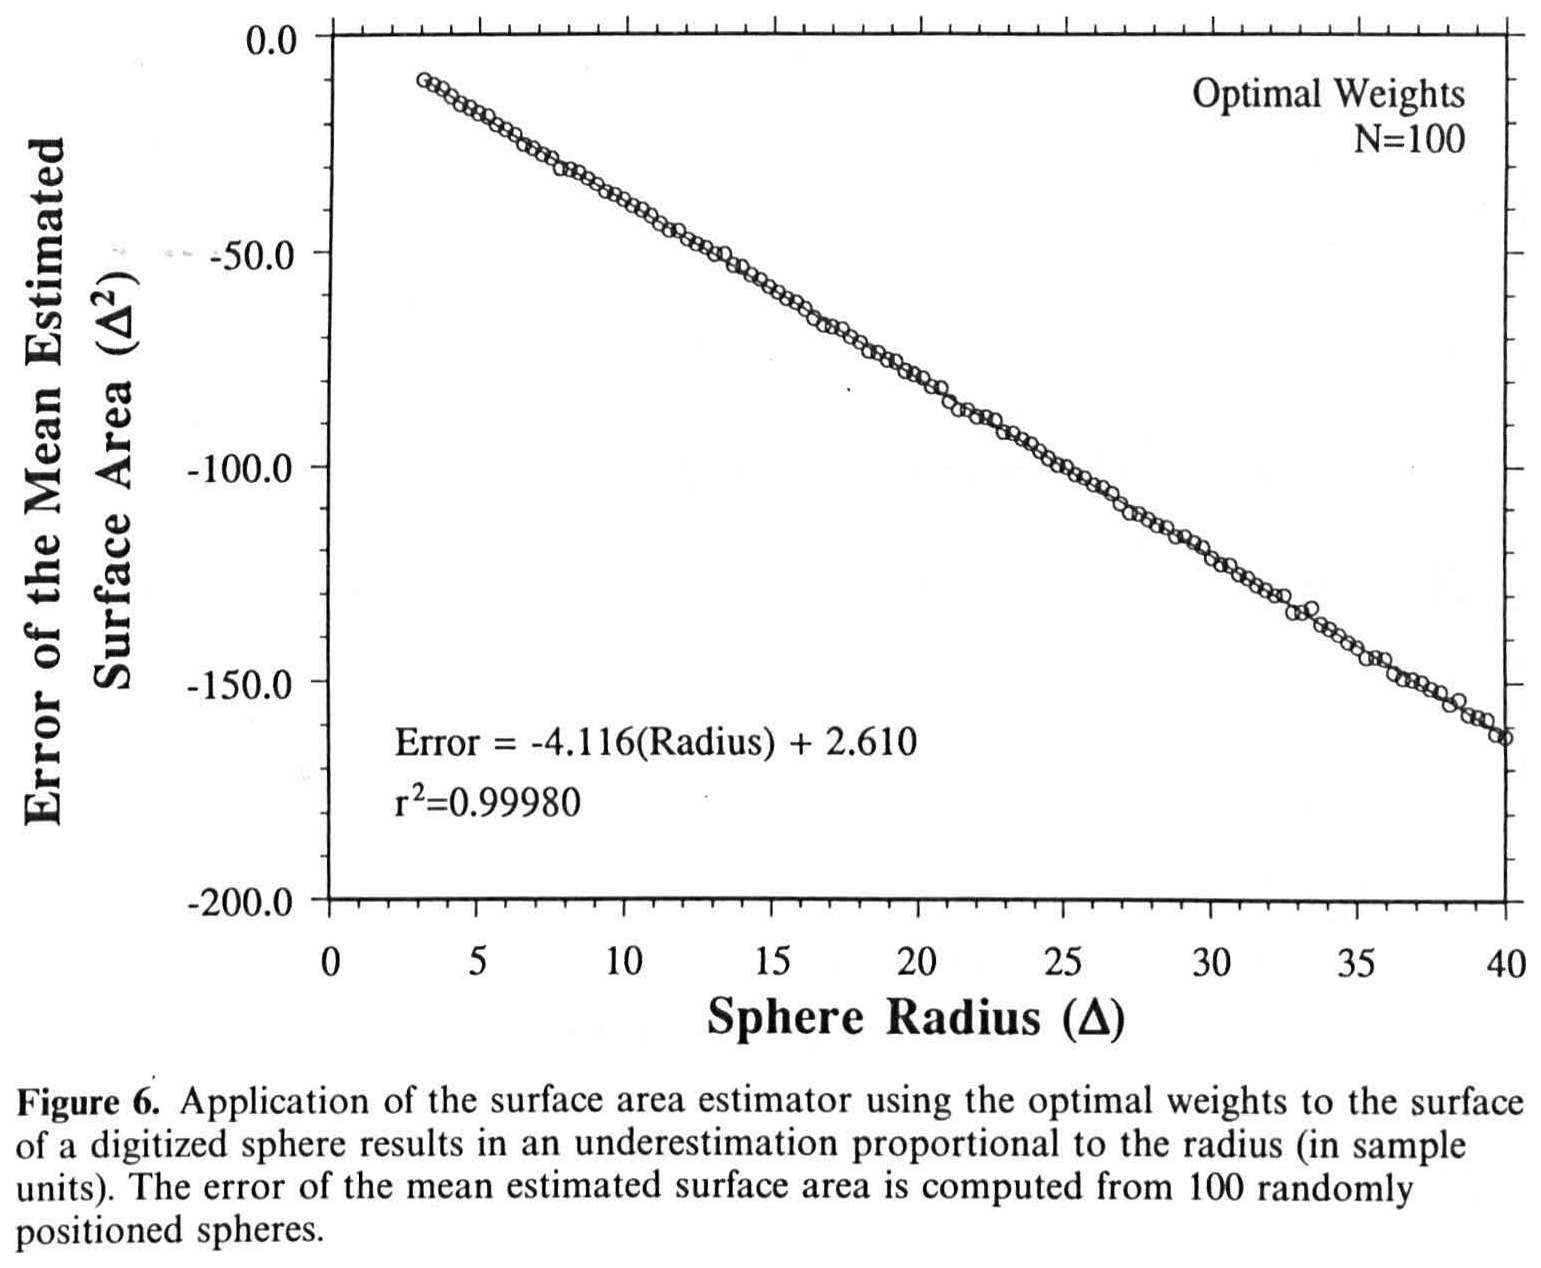 Error of the Mean Estimated
Surface Area (Δ²)
0.0
-50.0
-100.0
-150.0
-200.0
Optimal Weights
N=100
Error = -4.116(Radius) + 2.610
r²=0.99980
0 5 10 15 20 25 30 35 40
Sphere Radius (Δ)
Figure 6. Application of the surface area estimator using the optimal weights to the surface
of a digitized sphere results in an underestimation proportional to the radius (in sample
units). The error of the mean estimated surface area is computed from 100 randomly
positioned spheres.